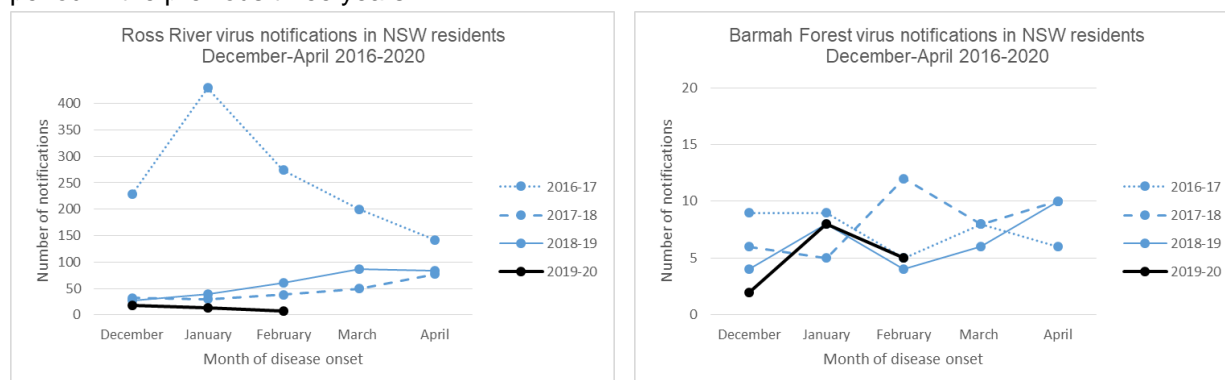 Ross River virus notifications in NSW residents
December-April 2016-2020
Number of notifications
400
350
300
250
200
150
100
50
0
December January February March April
Month of disease onset
2016-17
2017-18
2018-19
2019-20
Barmah Forest virus notifications in NSW residents
December-April 2016-2020
Number of notifications
20
15
10
5
0
December January February March April
Month of disease onset
2016-17
2017-18
2018-19
2019-20